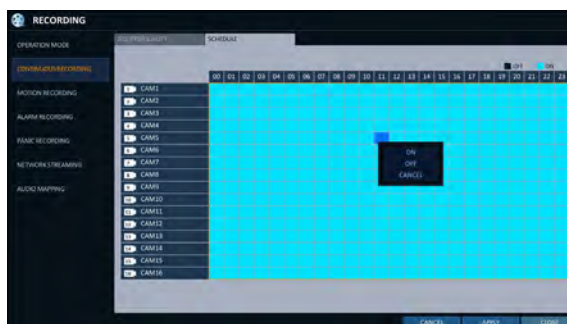 RECORDING
OPERATION MODE
SCHEDULE
CONTINUOUS RECORDING
OFF ON
00 01 02 03 04 05 06 07 08 09 10 11 12 13 14 15 16 17 18 19 20 21 22 23
MOTION RECORDING
ALARM RECORDING
PANIC RECORDING
NETWORK STREAMING
AUDIO MAPPING
CAM1
CAM2
CAM3
CAM4
CAM5
CAM6
CAM7
CAM8
CAM9
CAM10
CAM11
CAM12
CAM13
CAM14
CAM15
CAM16
ON
OFF
CANCEL
CANCEL APPLY CLOSE